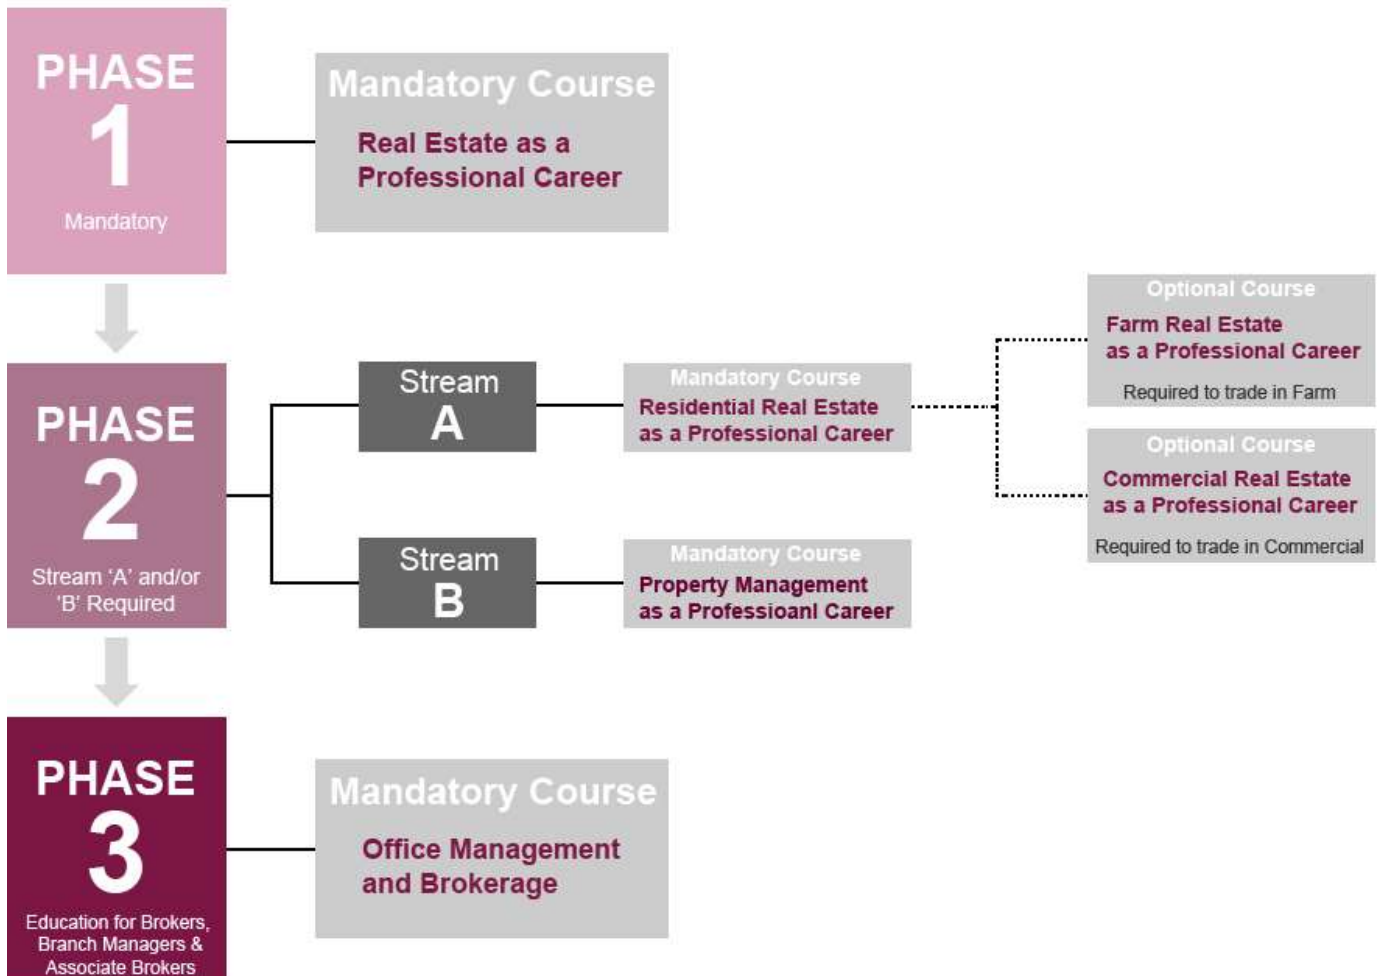 PHASE
1
Mandatory
Mandatory Course
Real Estate as a
Professional Career
PHASE
2
Stream ‘A’ and/or
‘B’ Required
Stream
A
Mandatory Course
Residential Real Estate
as a Professional Career
Optional Course
Farm Real Estate
as a Professional Career
Required to trade in Farm
Optional Course
Commercial Real Estate
as a Professional Career
Required to trade in Commercial
Stream
B
Mandatory Course
Property Management
as a Professioanl Career
PHASE
3
Education for Brokers,
Branch Managers &
Associate Brokers
Mandatory Course
Office Management
and Brokerage